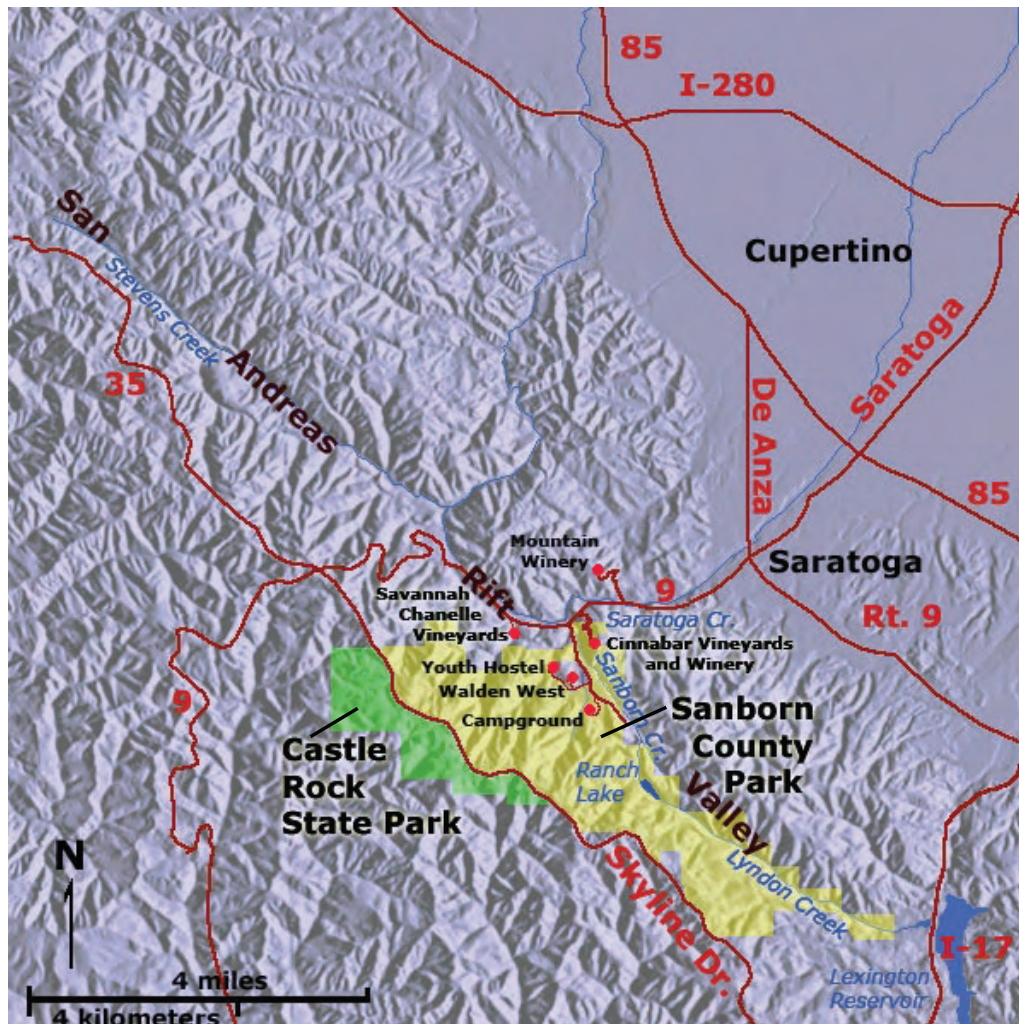 85
I-280
San
Cupertino
Stevens Creek
Saratoga
Andreas
35
De Anza
85
Mountain
Winery
Saratoga
Rift
9
Savannah
Chanelle
Vineyards
Saratoga Cr.
Rt. 9
Cinnabar Vineyards
and Winery
Youth Hostel
Walden West
Sanborn Cr.
9
Campground
Sanborn
County
Park
Castle
Rock
State Park
Ranch
Lake
Valley
N
Skyline Dr.
Lyndon Creek
I-17
4 miles
Lexington
Reservoir
4 kilometers